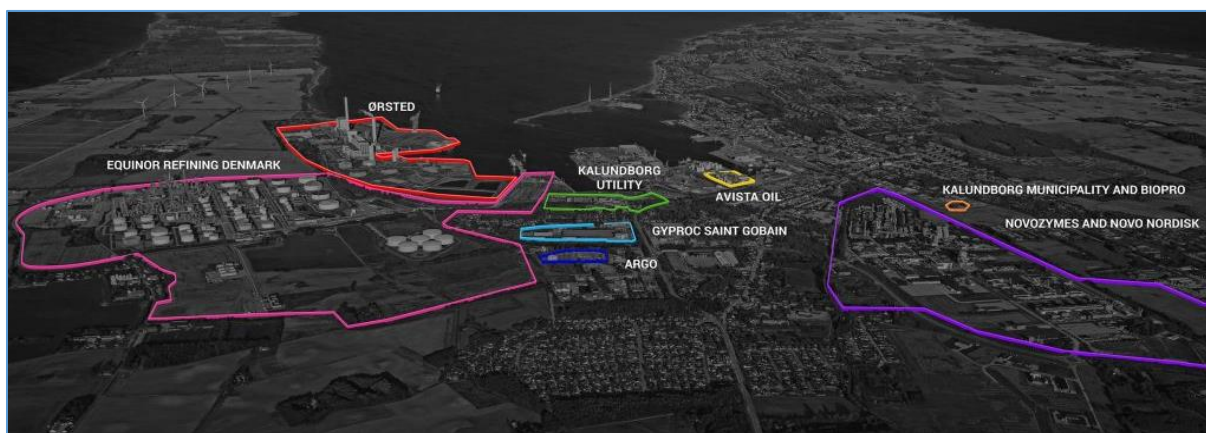 ØRSTED
EQUINOR REFINING DENMARK
KALUNDBORG
UTILITY
AVISTA OIL
KALUNDBORG MUNICIPALITY AND BIOPRO
NOVOZYMES AND NOVO NORDISK
GYPROC SAINT GOBAIN
ARGO